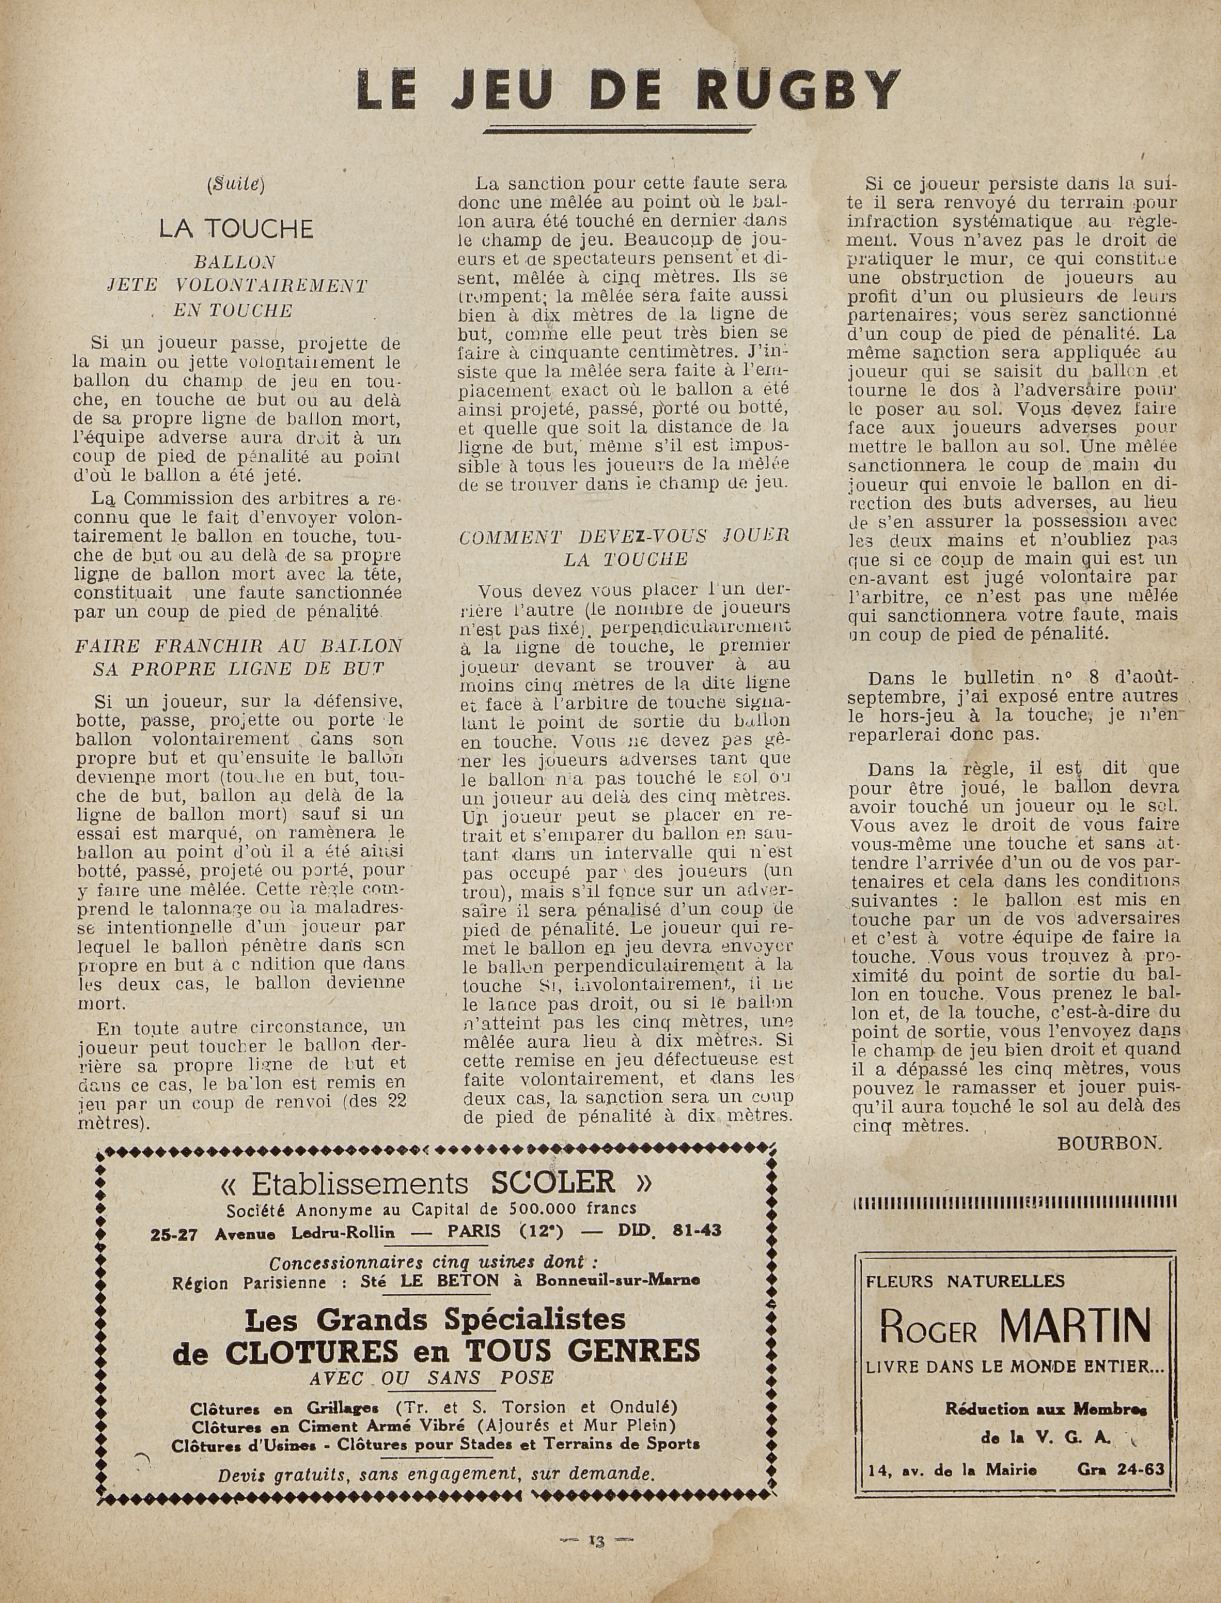 LE JEU DE RUGBY
(Suite)
LA TOUCHE
BALLON
JETE VOLONTAIREMENT
EN TOUCHE
Si un joueur passe, projette de
la main ou jette volontairement le
ballon du champ de jeu en tou-
che, en touche de but ou au delà
de sa propre ligne de ballon mort,
l'équipe adverse aura droit à un
coup de pied de pénalité au point
d'où le ballon a été jeté.
La Commission des arbitres a re-
connu que le fait d'envoyer volon-
tairement le ballon en touche, tou-
che de but ou au delà de sa propre
ligne de ballon mort avec la tête,
constituait une faute sanctionnée
par un coup de pied de pénalité
FAIRE FRANCHIR AU BALLON
SA PROPRE LIGNE DE BUT
Si un joueur, sur la défensive,
botte, passe, projette ou porte le
ballon volontairement dans son
propre but et qu'ensuite le ballon
devienne mort (touche en but, tou-
che de but, ballon au delà de la
ligne de ballon mort) sauf si un
essai est marqué, on ramènera le
ballon au point d'où il a été ainsi
botté, passé, projeté ou porté, pour
y faire une mêlée. Cette règle com-
prend le talonnage ou la maladres-
se intentionnelle d'un joueur par
lequel le ballon pénètre dans son
propre en but à c ndition que dans
les deux cas, le ballon devienne
mort.
En toute autre circonstance, un
joueur peut toucher le ballon der-
rière sa propre ligne de but et
dans ce cas, le ballon est remis en
jeu par un coup de renvoi (des 22
mètres).
La sanction pour cette faute sera
donc une mêlée au point où le bal-
lon aura été touché en dernier dans
le champ de jeu. Beaucoup de jou-
eurs et de spectateurs pensent et di-
sent, mêlée à cinq mètres. Ils se
trompent; la mêlée sera faite aussi
bien à dix mètres de la ligne de
but, comme elle peut très bien se
faire à cinquante centimètres. J'in-
siste que la mêlée sera faite à l'em-
placement exact où le ballon a été
ainsi projeté, passé, porté ou botté,
et quelle que soit la distance de la
ligne de but, même s'il est impos-
sible à tous les joueurs de la mêlée
de se trouver dans le champ de jeu.
COMMENT DEVEZ-VOUS JOUER
LA TOUCHE
Vous devez vous placer l'un der-
rière l'autre (le nombre de joueurs
n'est pas fixé), perpendiculairement
à la ligne de touche, le premier
joueur devant se trouver à au
moins cinq mètres de la dite ligne
et face à l'arbitre de touche signa-
lant le point de sortie du ballon
en touche. Vous ne devez pas gê-
ner les joueurs adverses tant que
le ballon n'a pas touché le sol ou
un joueur au delà des cinq mètres.
Un joueur peut se placer en re-
trait et s'emparer du ballon en sau-
tant dans un intervalle qui n'est
pas occupé par des joueurs (un
trou), mais s'il fonce sur un adver-
saire il sera pénalisé d'un coup de
pied de pénalité. Le joueur qui re-
met le ballon en jeu devra envoyer
le ballon perpendiculairement à la
touche Si, involontairement, il ne
le lance pas droit, ou si le ballon
n'atteint pas les cinq mètres, une
mêlée aura lieu à dix mètres. Si
cette remise en jeu défectueuse est
faite volontairement, et dans les
deux cas, la sanction sera un coup
de pied de pénalité à dix mètres.
Si ce joueur persiste dans la sui-
te il sera renvoyé du terrain pour
infraction systématique au règle-
ment. Vous n'avez pas le droit de
pratiquer le mur, ce qui constitue
une obstruction de joueurs au
profit d'un ou plusieurs de leurs
partenaires; vous serez sanctionné
d'un coup de pied de pénalité. La
même sanction sera appliquée au
joueur qui se saisit du ballon et
tourne le dos à l'adversaire pour
le poser au sol. Vous devez faire
face aux joueurs adverses pour
mettre le ballon au sol. Une mêlée
sanctionnera le coup de main du
joueur qui envoie le ballon en di-
rection des buts adverses, au lieu
de s'en assurer la possession avec
les deux mains et n'oubliez pas
que si ce coup de main qui est un
en-avant est jugé volontaire par
l'arbitre, ce n'est pas une mêlée
qui sanctionnera votre faute, mais
un coup de pied de pénalité.
Dans le bulletin n° 8 d'août-
septembre, j'ai exposé entre autres
le hors-jeu à la touche, je n'en
reparlerai donc pas.
Dans la règle, il est dit que
pour être joué, le ballon devra
avoir touché un joueur ou le sol.
Vous avez le droit de vous faire
vous-même une touche et sans at-
tendre l'arrivée d'un ou de vos par-
tenaires et cela dans les conditions
suivantes : le ballon est mis en
touche par un de vos adversaires
et c'est à votre équipe de faire la
touche. Vous vous trouvez à pro-
ximité du point de sortie du bal-
lon en touche. Vous prenez le bal-
lon et, de la touche, c'est-à-dire du
point de sortie, vous l'envoyez dans
le champ de jeu bien droit et quand
il a dépassé les cinq mètres, vous
pouvez le ramasser et jouer puis-
qu'il aura touché le sol au delà des
cinq mètres.
BOURBON.
« Etablissements SCOLER »
Société Anonyme au Capital de 500.000 francs
25-27 Avenue Ledru-Rollin — PARIS (12e) — DID. 81-43
Concessionnaires cinq usines dont :
Région Parisienne : Sté LE BETON à Bonneuil-sur-Marne
Les Grands Spécialistes
de CLOTURES en TOUS GENRES
AVEC OU SANS POSE
Clôtures en Grillages (Tr. et S. Torsion et Ondulé)
Clôtures en Ciment Armé Vibré (Ajourés et Mur Plein)
Clôtures d'Usines - Clôtures pour Stades et Terrains de Sports
Devis gratuits, sans engagement, sur demande.
FLEURS NATURELLES
ROGER MARTIN
LIVRE DANS LE MONDE ENTIER...
Réduction aux Membres
de la V. G. A.
14, av. de la Mairie Gra 24-63
— 13 —